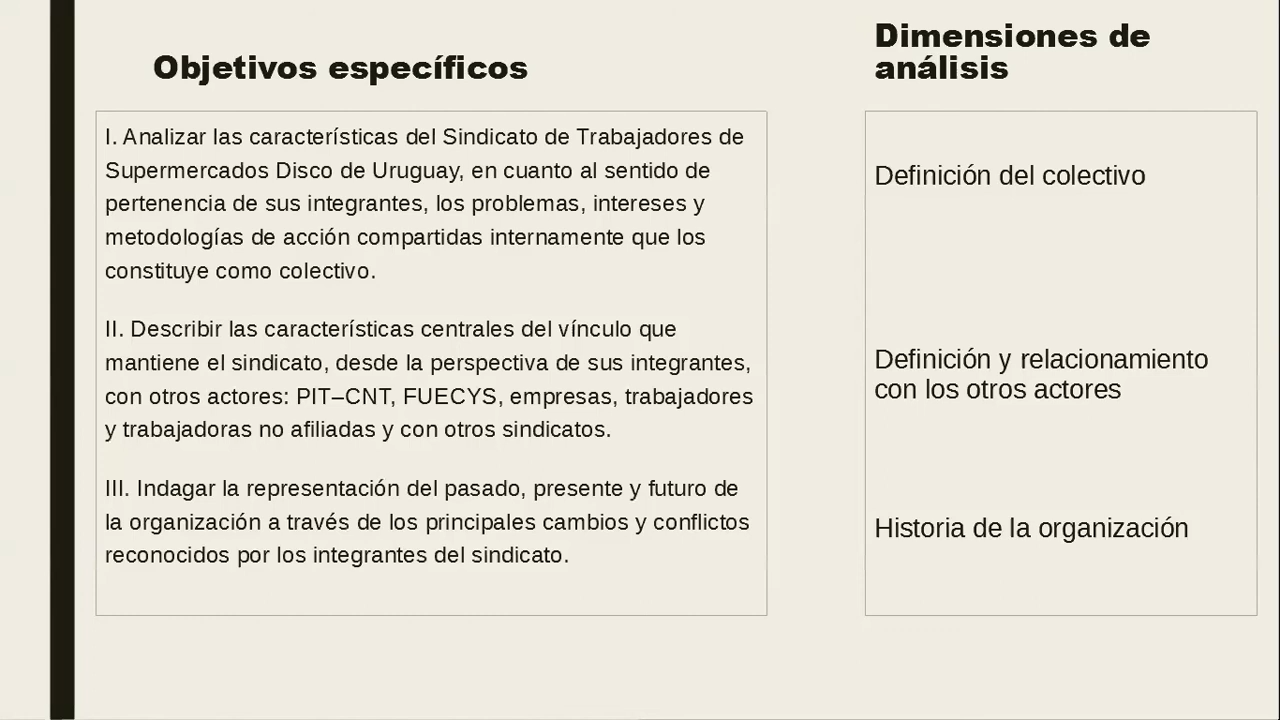 Objetivos específicos
I. Analizar las características del Sindicato de Trabajadores de
Supermercados Disco de Uruguay, en cuanto al sentido de
pertenencia de sus integrantes, los problemas, intereses y
metodologías de acción compartidas internamente que los
constituye como colectivo.
II. Describir las características centrales del vínculo que
mantiene el sindicato, desde la perspectiva de sus integrantes,
con otros actores: PIT–CNT, FUECYS, empresas, trabajadores
y trabajadoras no afiliadas y con otros sindicatos.
III. Indagar la representación del pasado, presente y futuro de
la organización a través de los principales cambios y conflictos
reconocidos por los integrantes del sindicato.
Dimensiones de
análisis
Definición del colectivo
Definición y relacionamiento
con los otros actores
Historia de la organización